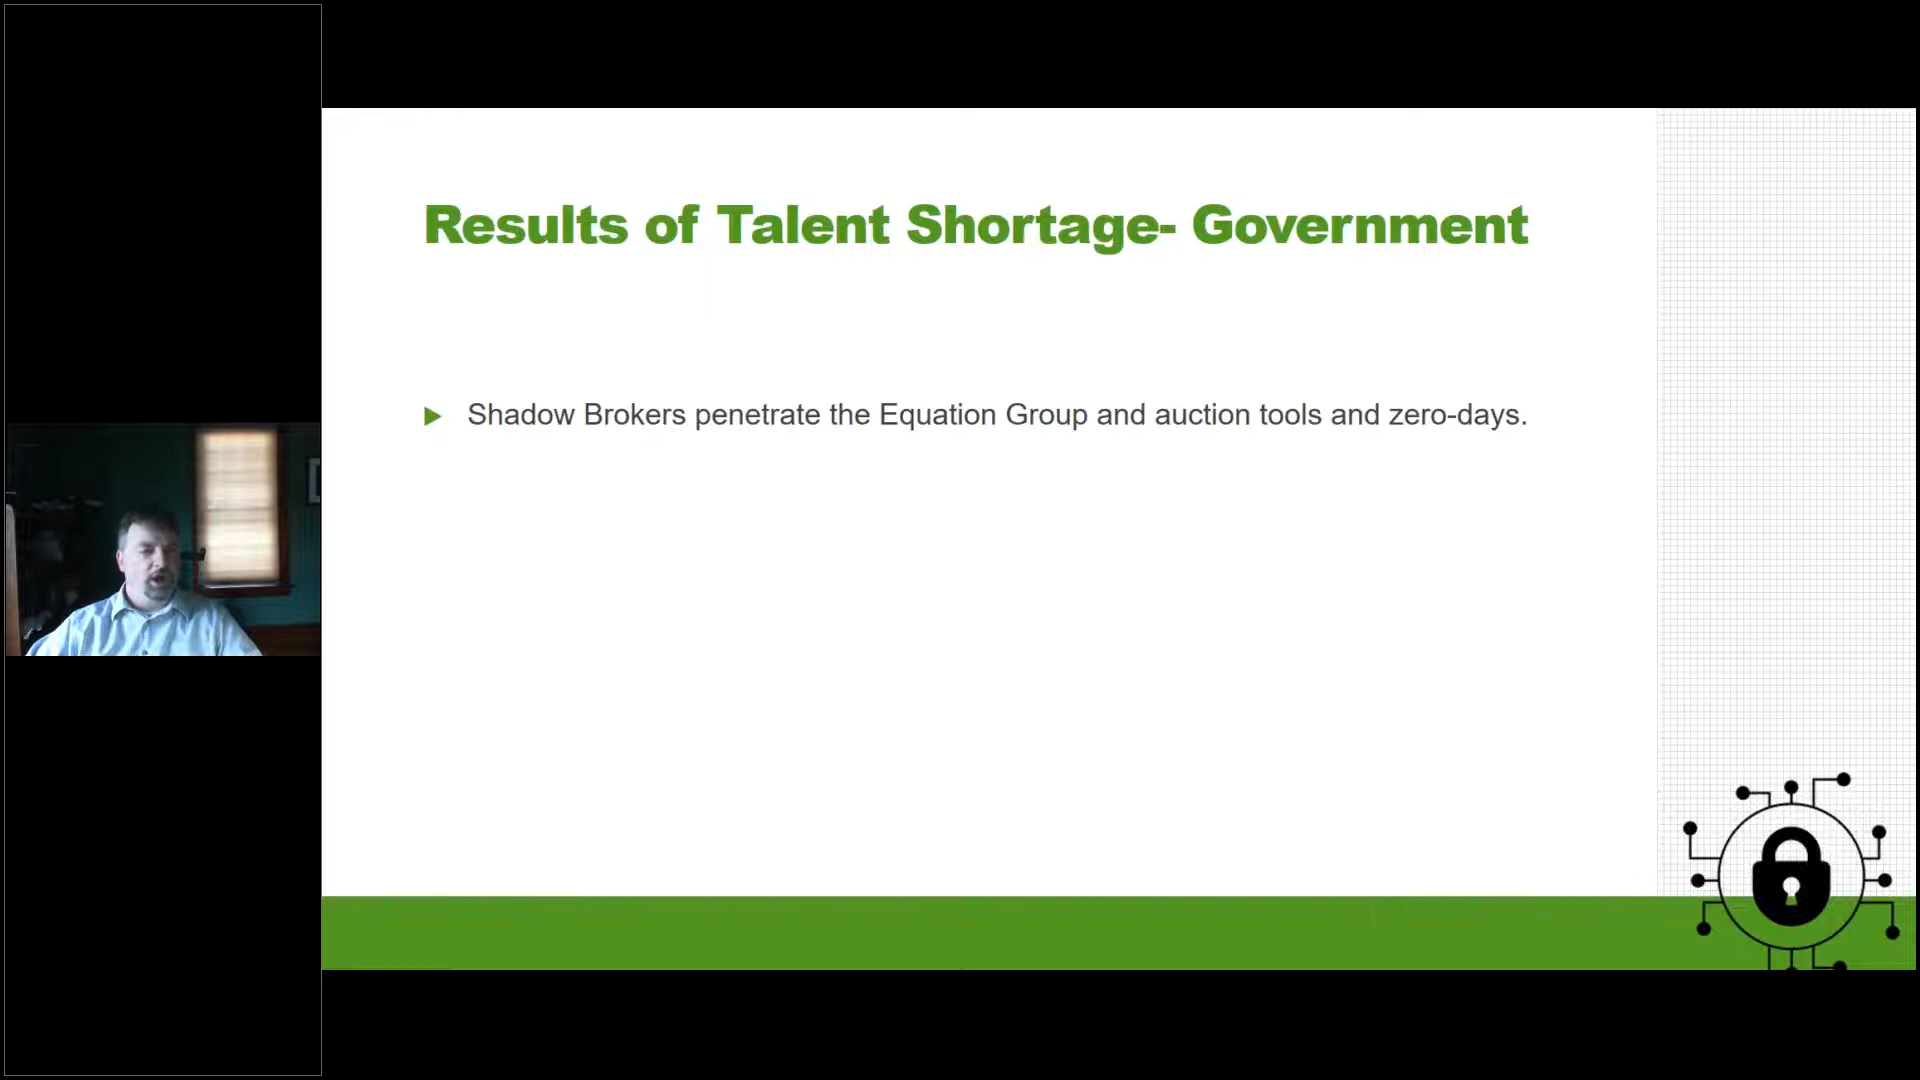 Results of Talent Shortage- Government
Shadow Brokers penetrate the Equation Group and auction tools and zero-days.